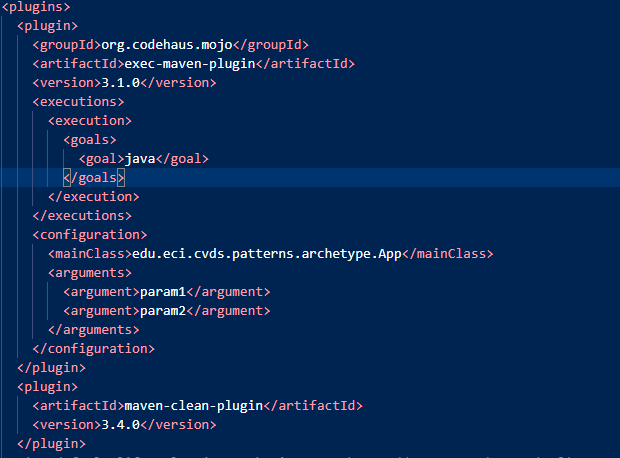 <plugins>
<plugin>
<groupId>org.codehaus.mojo</groupId>
<artifactId>exec-maven-plugin</artifactId>
<version>3.1.0</version>
<executions>
<execution>
<goals>
<goal>java</goal>
</goals>
</execution>
</executions>
<configuration>
<mainClass>edu.eci.cvds.patterns.archetype.App</mainClass>
<arguments>
<argument>param1</argument>
<argument>param2</argument>
</arguments>
</configuration>
</plugin>
<plugin>
<artifactId>maven-clean-plugin</artifactId>
<version>3.4.0</version>
</plugin>